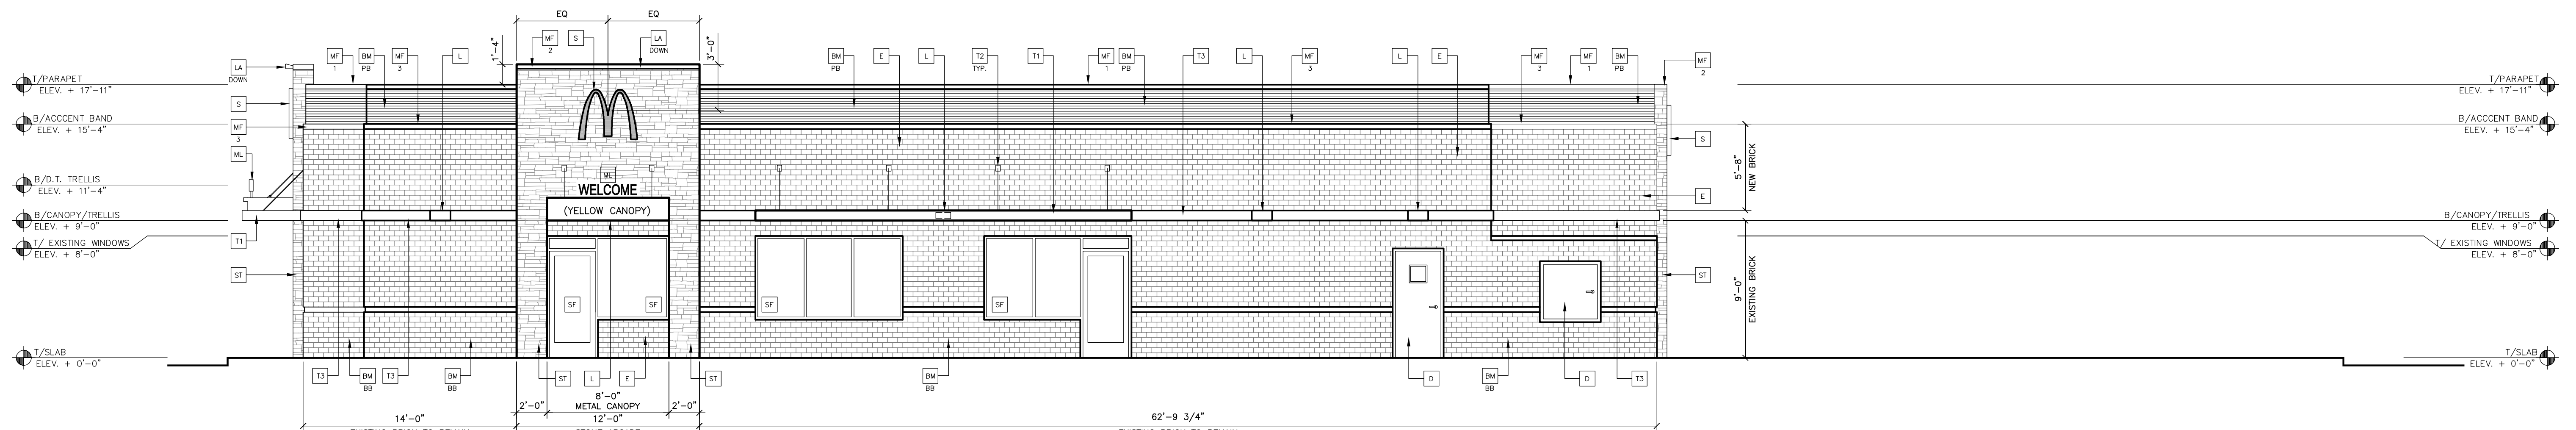 EQ
EQ
1'-4"
3'-0"
MF
2
S
LA
DOWN
LA
DOWN
MF
1
BM
PB
MF
3
L
BM
PB
E
L
T2
TYP.
T1
MF
1
BM
PB
T3
L
MF
3
L
E
MF
3
MF
1
BM
PB
MF
2
T/PARAPET
ELEV. + 17'-11"
B/ACCCENT BAND
ELEV. + 15'-4"
B/D.T. TRELLIS
ELEV. + 11'-4"
B/CANOPY/TRELLIS
ELEV. + 9'-0"
T/ EXISTING WINDOWS
ELEV. + 8'-0"
T/SLAB
ELEV. + 0'-0"
S
MF
3
ML
T1
ST
ML
WELCOME
(YELLOW CANOPY)
SF
SF
SF
SF
S
E
ST
5'-8"
NEW BRICK
9'-0"
EXISTING BRICK
T/PARAPET
ELEV. + 17'-11"
B/ACCCENT BAND
ELEV. + 15'-4"
B/CANOPY/TRELLIS
ELEV. + 9'-0"
T/ EXISTING WINDOWS
ELEV. + 8'-0"
T/SLAB
ELEV. + 0'-0"
T3
BM
BB
T3
BM
BB
ST
L
E
ST
BM
BB
D
BM
BB
D
T3
2'-0"
8'-0"
METAL CANOPY
2'-0"
14'-0"
12'-0"
62'-9 3/4"